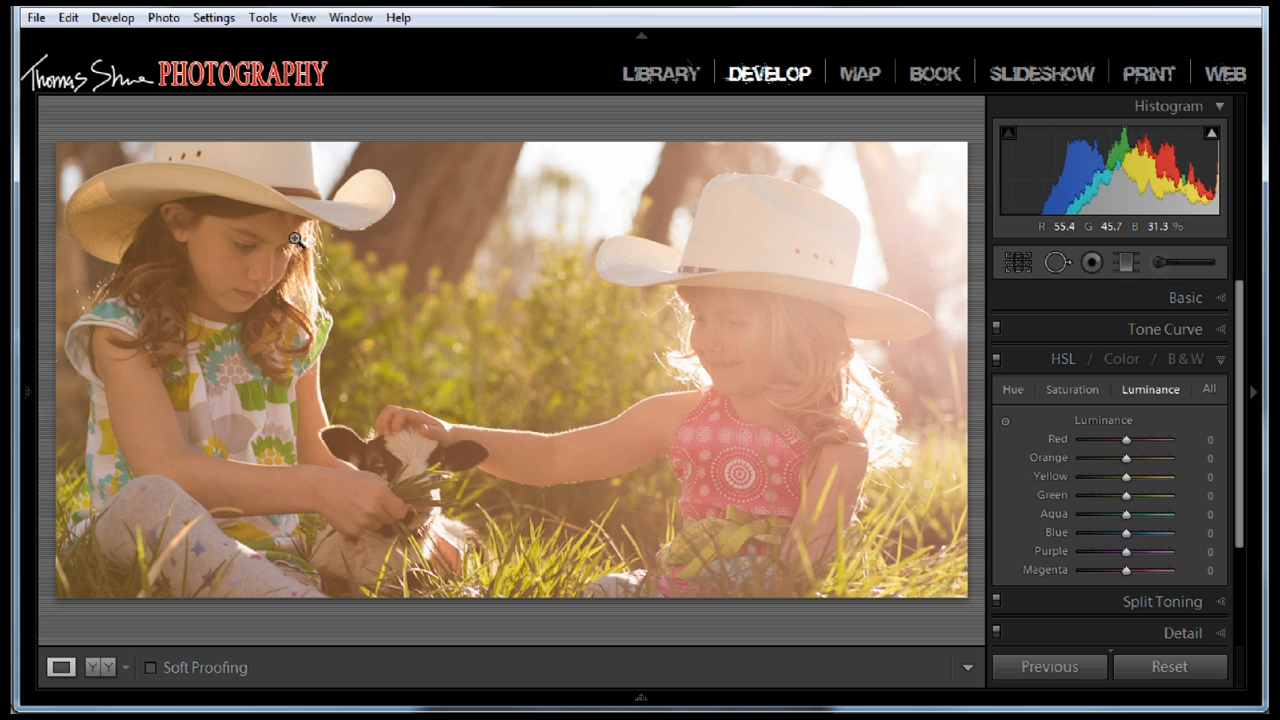 File Edit Develop Photo Settings Tools View Window Help
Thomas Shue PHOTOGRAPHY
LIBRARY DEVELOP MAP BOOK SLIDESHOW PRINT WEB
Histogram
R 55.4 G 45.7 B 31.3 %
Basic
Tone Curve
HSL / Color / B & W
Hue Saturation Luminance All
Luminance
Red 0
Orange 0
Yellow 0
Green 0
Aqua 0
Blue 0
Purple 0
Magenta 0
Split Toning
Detail
Y Y Soft Proofing
Previous Reset